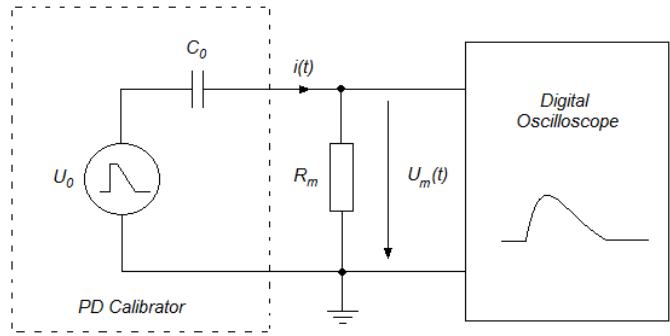 C0
i(t)
Digital
Oscilloscope
U0
Rm
Um(t)
PD Calibrator